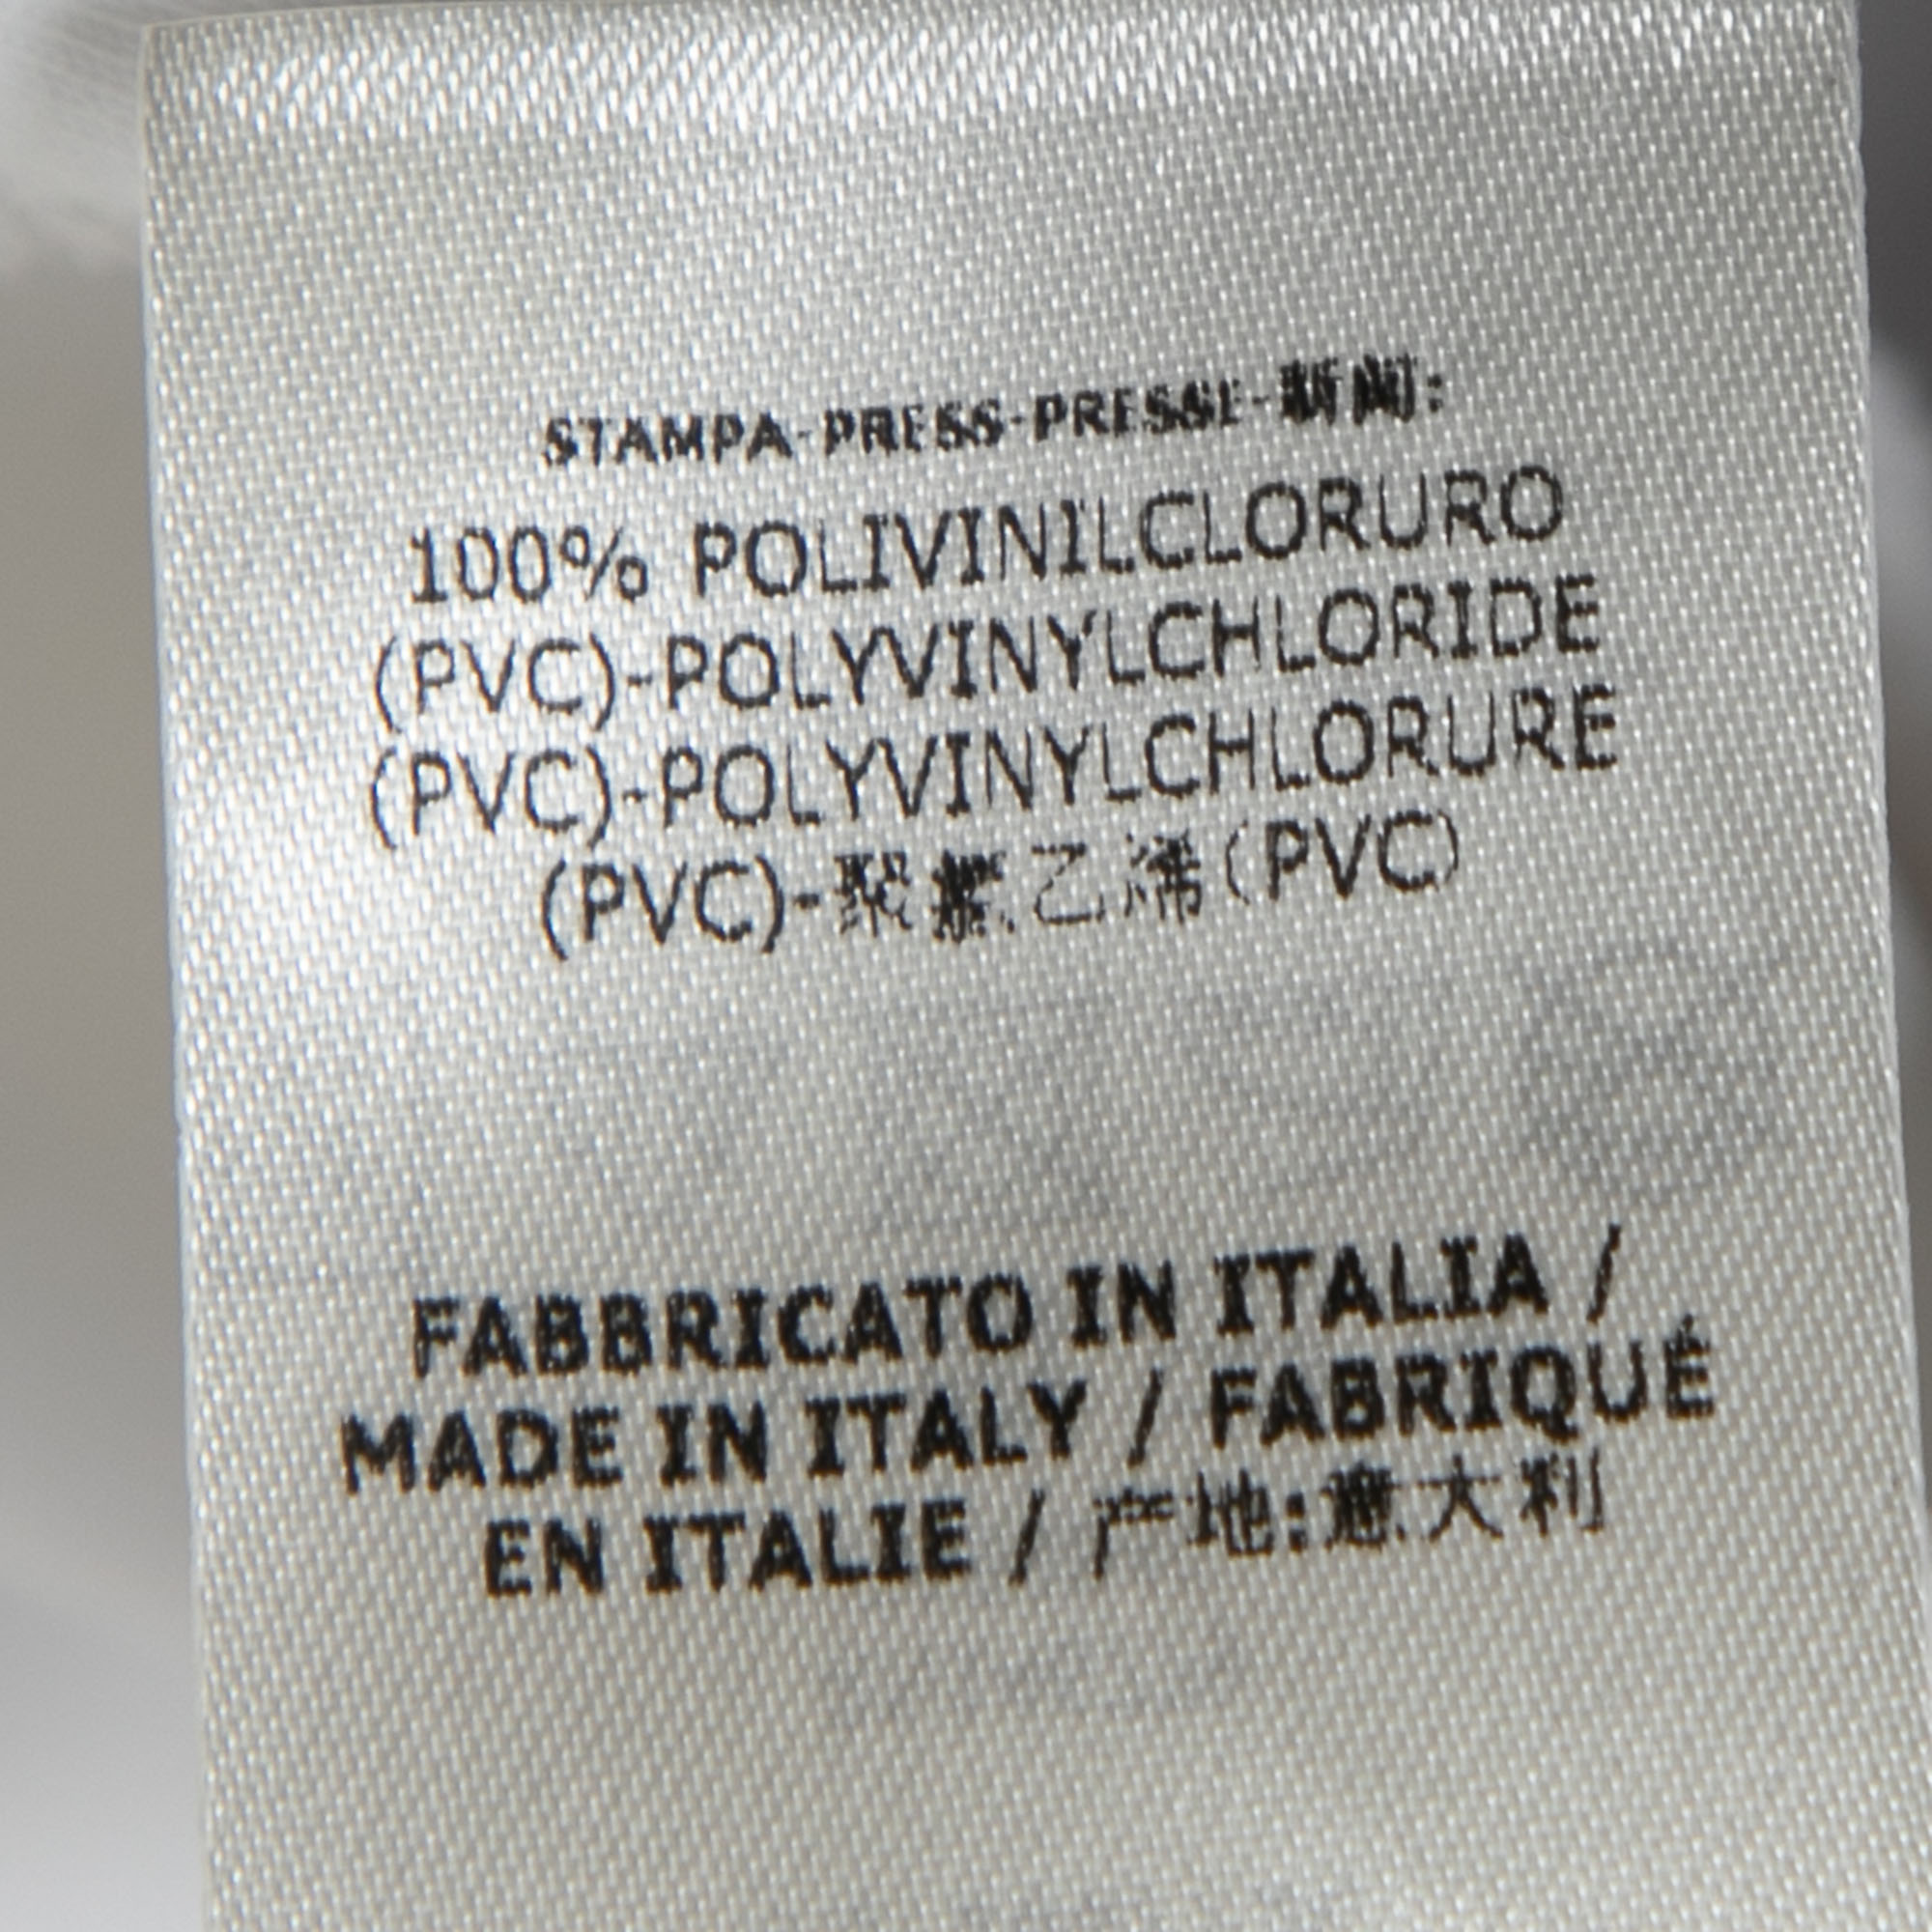 STAMPA-PRESS-PRESSE-新闻:
100% POLIVINILCLORURO
(PVC)-POLYVINYLCHLORIDE
(PVC)-POLYVINYLCHLORURE
(PVC)-聚氯乙烯(PVC)
FABBRICATO IN ITALIA /
MADE IN ITALY / FABRIQUÉ
EN ITALIE / 产地:意大利